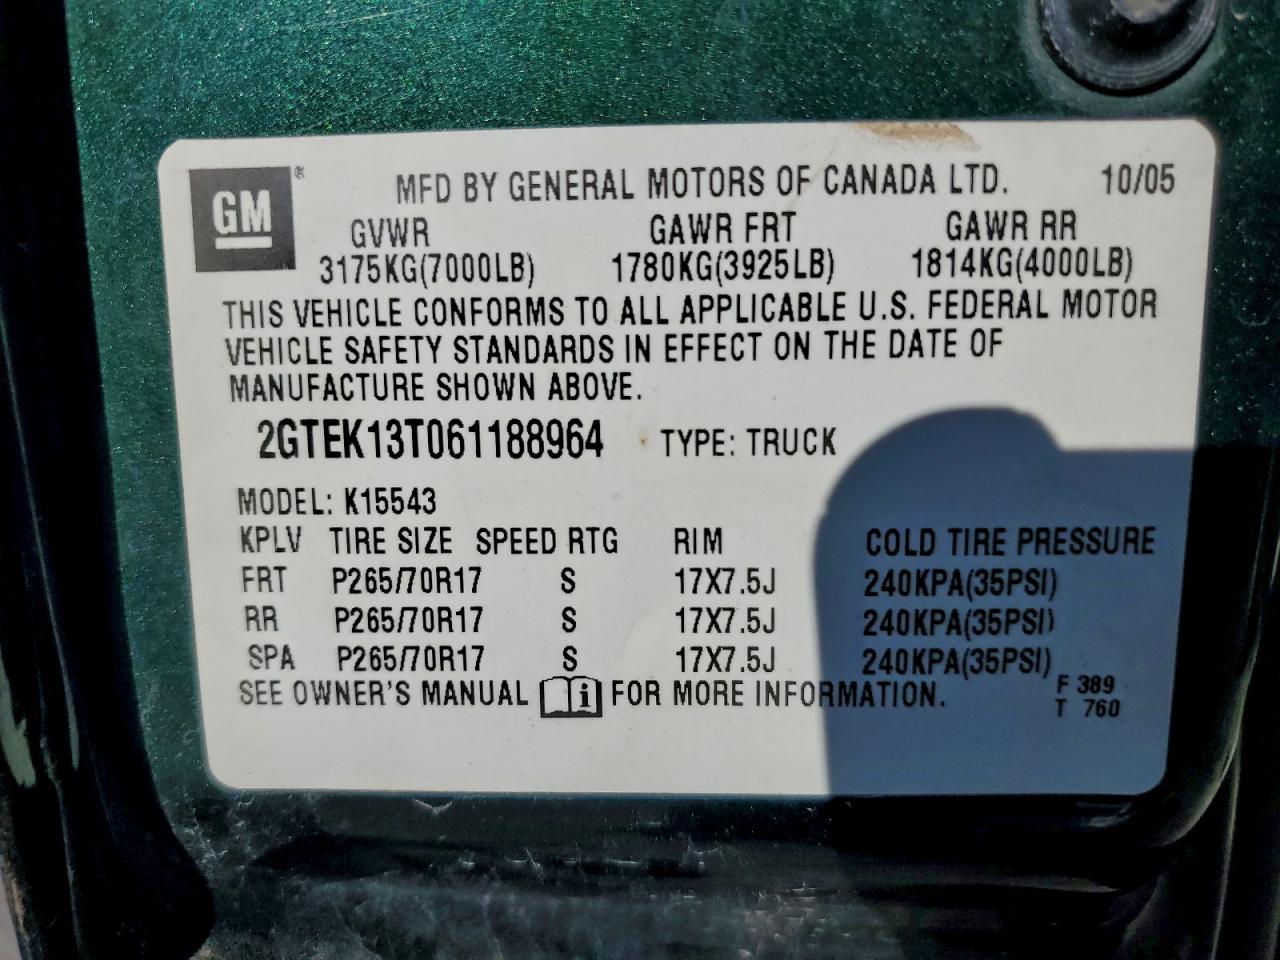 GM®
MFD BY GENERAL MOTORS OF CANADA LTD. 10/05
GVWR GAWR FRT GAWR RR
3175KG(7000LB) 1780KG(3925LB) 1814KG(4000LB)
THIS VEHICLE CONFORMS TO ALL APPLICABLE U.S. FEDERAL MOTOR
VEHICLE SAFETY STANDARDS IN EFFECT ON THE DATE OF
MANUFACTURE SHOWN ABOVE.
2GTEK13T061188964 TYPE: TRUCK
MODEL: K15543
KPLV TIRE SIZE SPEED RTG RIM COLD TIRE PRESSURE
FRT P265/70R17 S 17X7.5J 240KPA(35PSI)
RR P265/70R17 S 17X7.5J 240KPA(35PSI)
SPA P265/70R17 S 17X7.5J 240KPA(35PSI)
SEE OWNER'S MANUAL i FOR MORE INFORMATION.
F 389
T 760